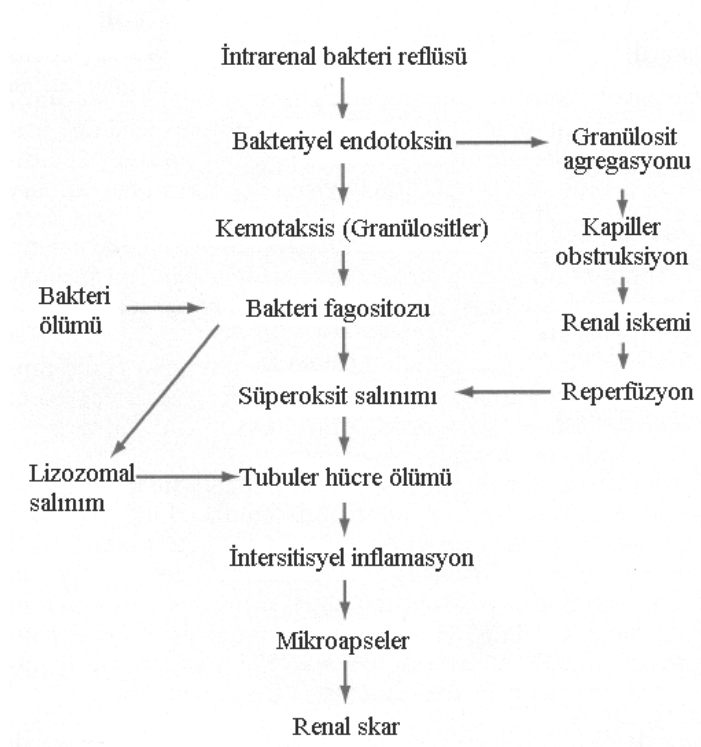 İntrarenal bakteri reflüsü
Bakteriyel endotoksin
Granülosit
agregasyonu
Kemotaksis (Granülositler)
Kapiller
obstruksiyon
Bakteri
ölümü
Bakteri fagositozu
Renal iskemi
Süperoksit salınımı
Reperfüzyon
Lizozomal
salınım
Tubuler hücre ölümü
İntersitisyel inflamasyon
Mikroapseler
Renal skar